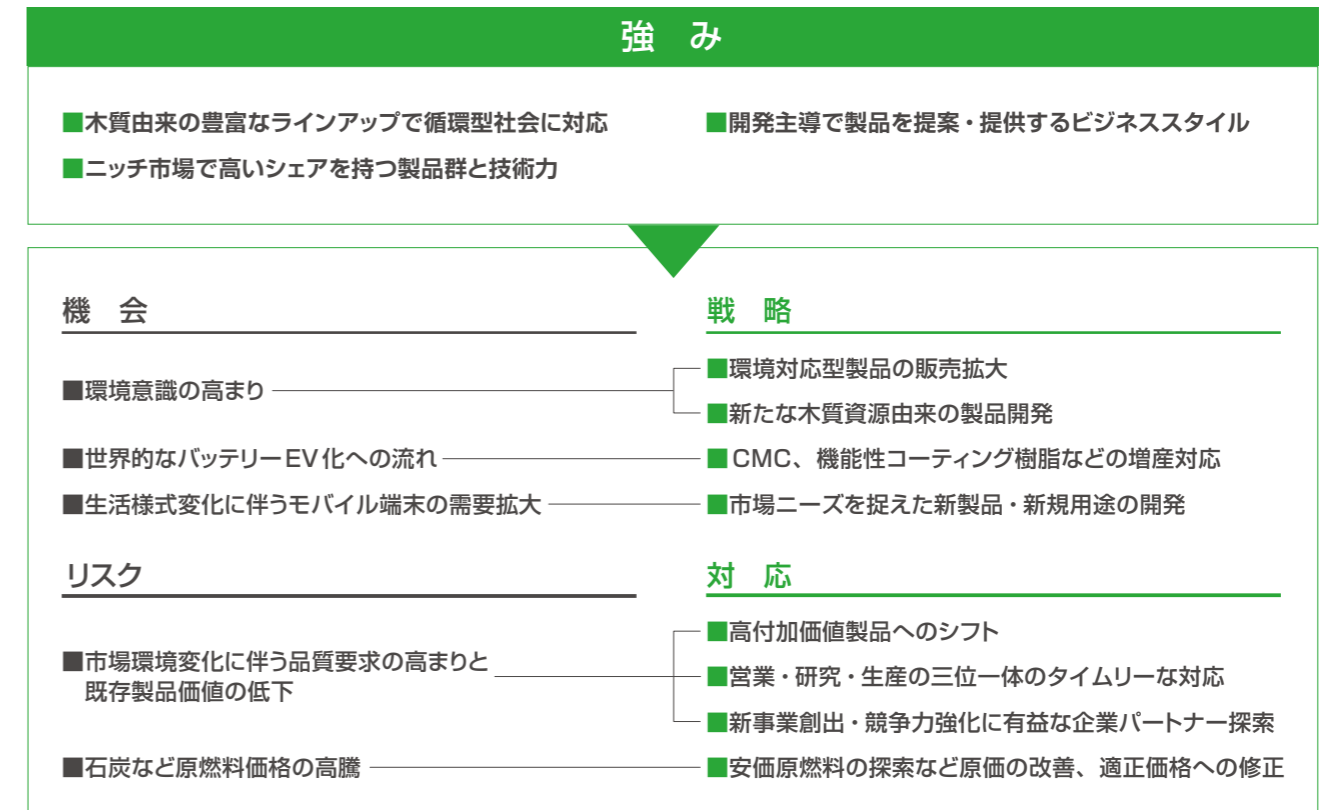 強 み
■木質由来の豊富なラインアップで循環型社会に対応
■開発主導で製品を提案・提供するビジネススタイル
■ニッチ市場で高いシェアを持つ製品群と技術力
機 会
戦 略
■環境意識の高まり
■環境対応型製品の販売拡大
■新たな木質資源由来の製品開発
■世界的なバッテリーEV化への流れ
■CMC、機能性コーティング樹脂などの増産対応
■生活様式変化に伴うモバイル端末の需要拡大
■市場ニーズを捉えた新製品・新規用途の開発
リスク
対 応
■市場環境変化に伴う品質要求の高まりと
既存製品価値の低下
■高付加価値製品へのシフト
■営業・研究・生産の三位一体のタイムリーな対応
■新事業創出・競争力強化に有益な企業パートナー探索
■石炭など原燃料価格の高騰
■安価原燃料の探索など原価の改善、適正価格への修正